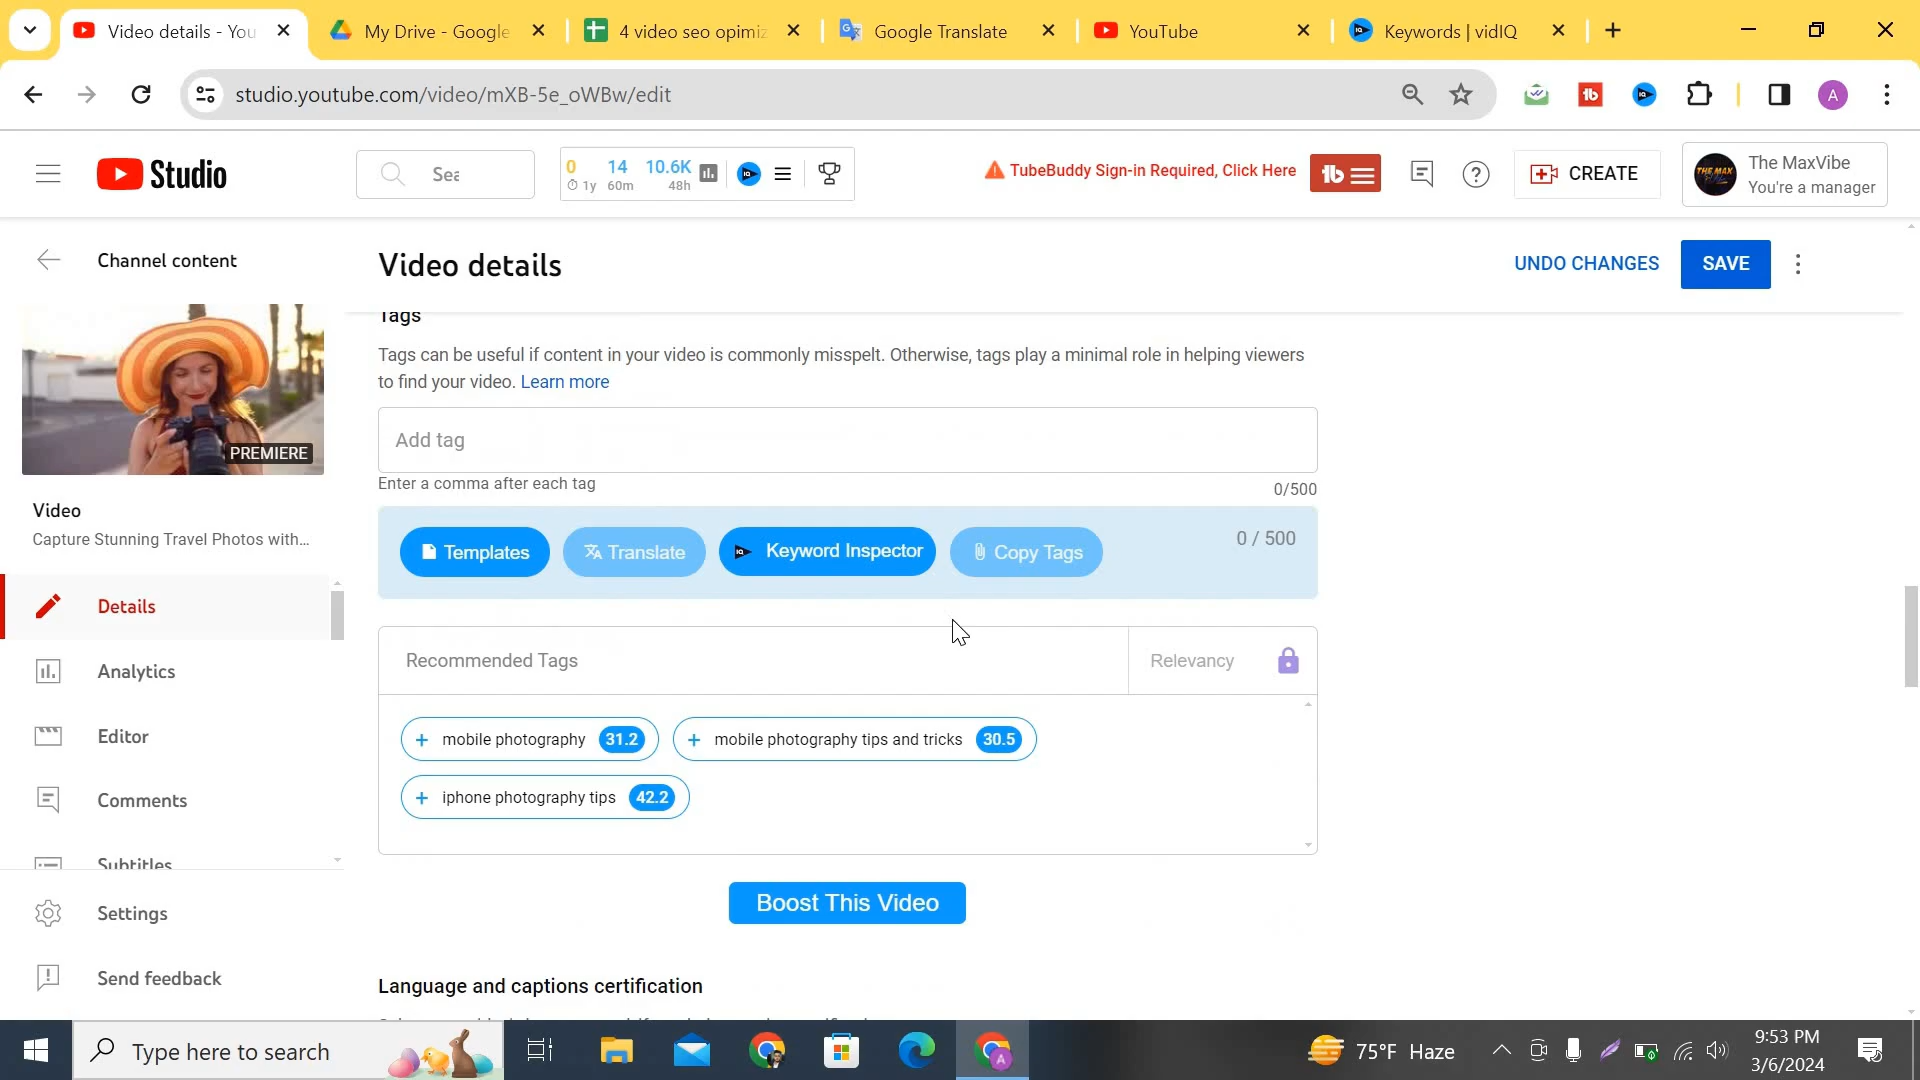 Video details - You
My Drive - Google
4 video seo opimiz
Google Translate
YouTube
Keywords | vidIQ
studio.youtube.com/video/mXB-5e_oWBw/edit
A
Studio
Sea
0 14 10.6K
1y 60m 48h
TubeBuddy Sign-in Required, Click Here
CREATE
The MaxVibe
You're a manager
Channel content
Video details
UNDO CHANGES
SAVE
PREMIERE
Video
Capture Stunning Travel Photos with...
Details
Analytics
Editor
Comments
Subtitles
Settings
Send feedback
Tags
Tags can be useful if content in your video is commonly misspelt. Otherwise, tags play a minimal role in helping viewers
to find your video. Learn more
Add tag
Enter a comma after each tag
0/500
Templates
Translate
Keyword Inspector
Copy Tags
0 / 500
Recommended Tags
Relevancy
+ mobile photography 31.2
+ mobile photography tips and tricks 30.5
+ iphone photography tips 42.2
Boost This Video
Language and captions certification
Type here to search
75°F Haze
9:53 PM
3/6/2024